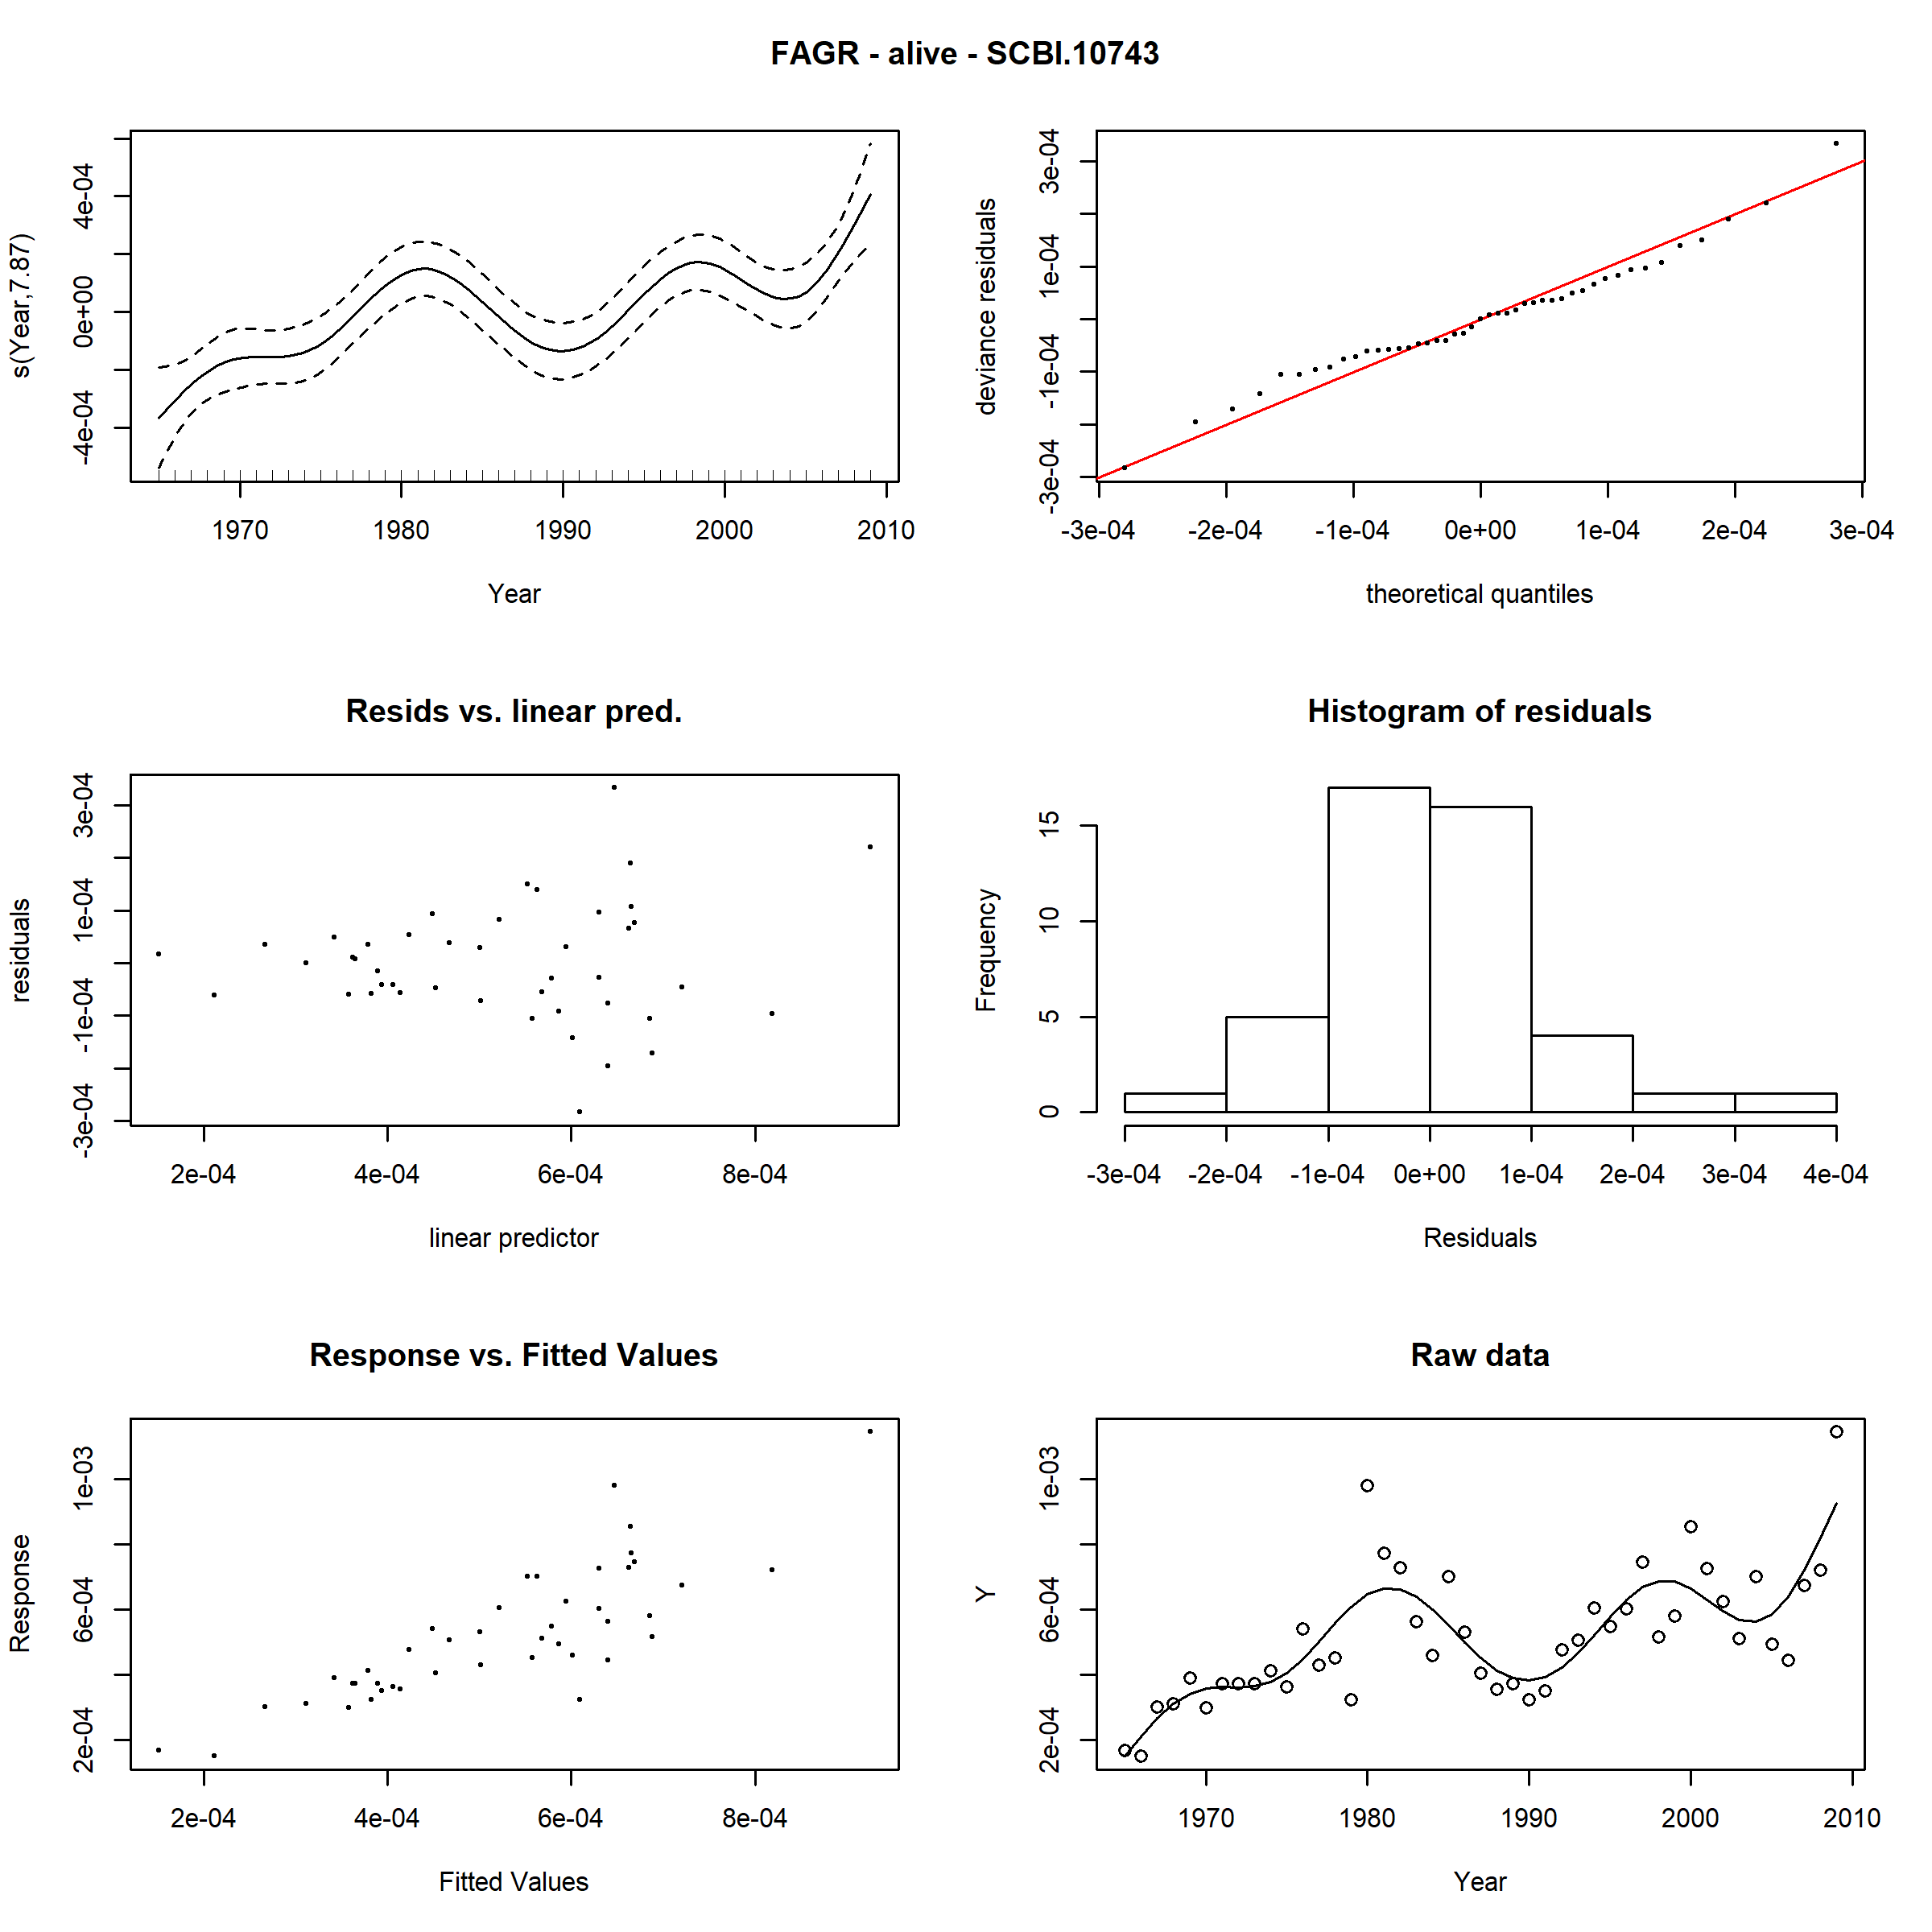 FAGR - alive - SCBI.10743
s(Year,7.87)
-4e-04 0e+00 4e-04
1970 1980 1990 2000 2010
Year
deviance residuals
-3e-04 -1e-04 1e-04 3e-04
-3e-04 -2e-04 -1e-04 0e+00 1e-04 2e-04 3e-04
theoretical quantiles
Resids vs. linear pred.
residuals
-3e-04 -1e-04 1e-04 3e-04
2e-04 4e-04 6e-04 8e-04
linear predictor
Histogram of residuals
Frequency
0 5 10 15
-3e-04 -2e-04 -1e-04 0e+00 1e-04 2e-04 3e-04 4e-04
Residuals
Response vs. Fitted Values
Response
2e-04 6e-04 1e-03
2e-04 4e-04 6e-04 8e-04
Fitted Values
Raw data
Y
2e-04 6e-04 1e-03
1970 1980 1990 2000 2010
Year